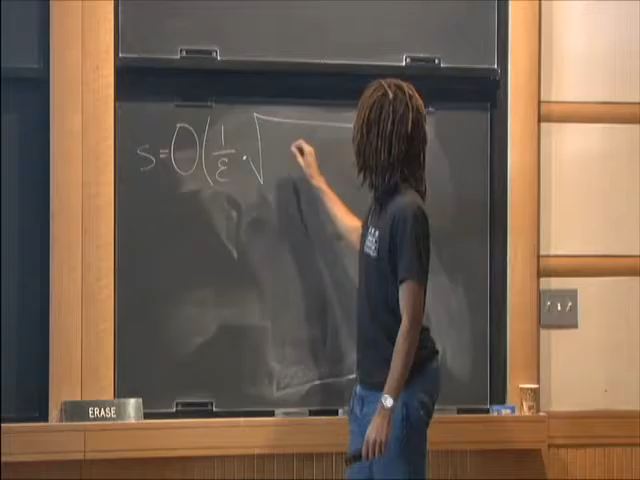 s = O( 1/ε · √
ERASE